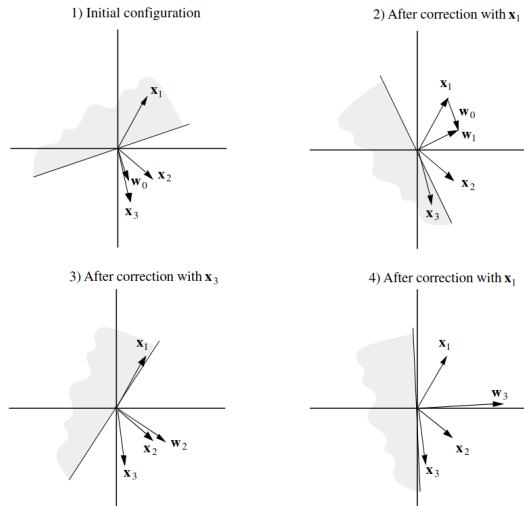 1) Initial configuration
x1
x2
w0
x3
2) After correction with x1
x1
w0
w1
x2
x3
3) After correction with x3
x1
w2
x2
x3
4) After correction with x1
x1
w3
x2
x3